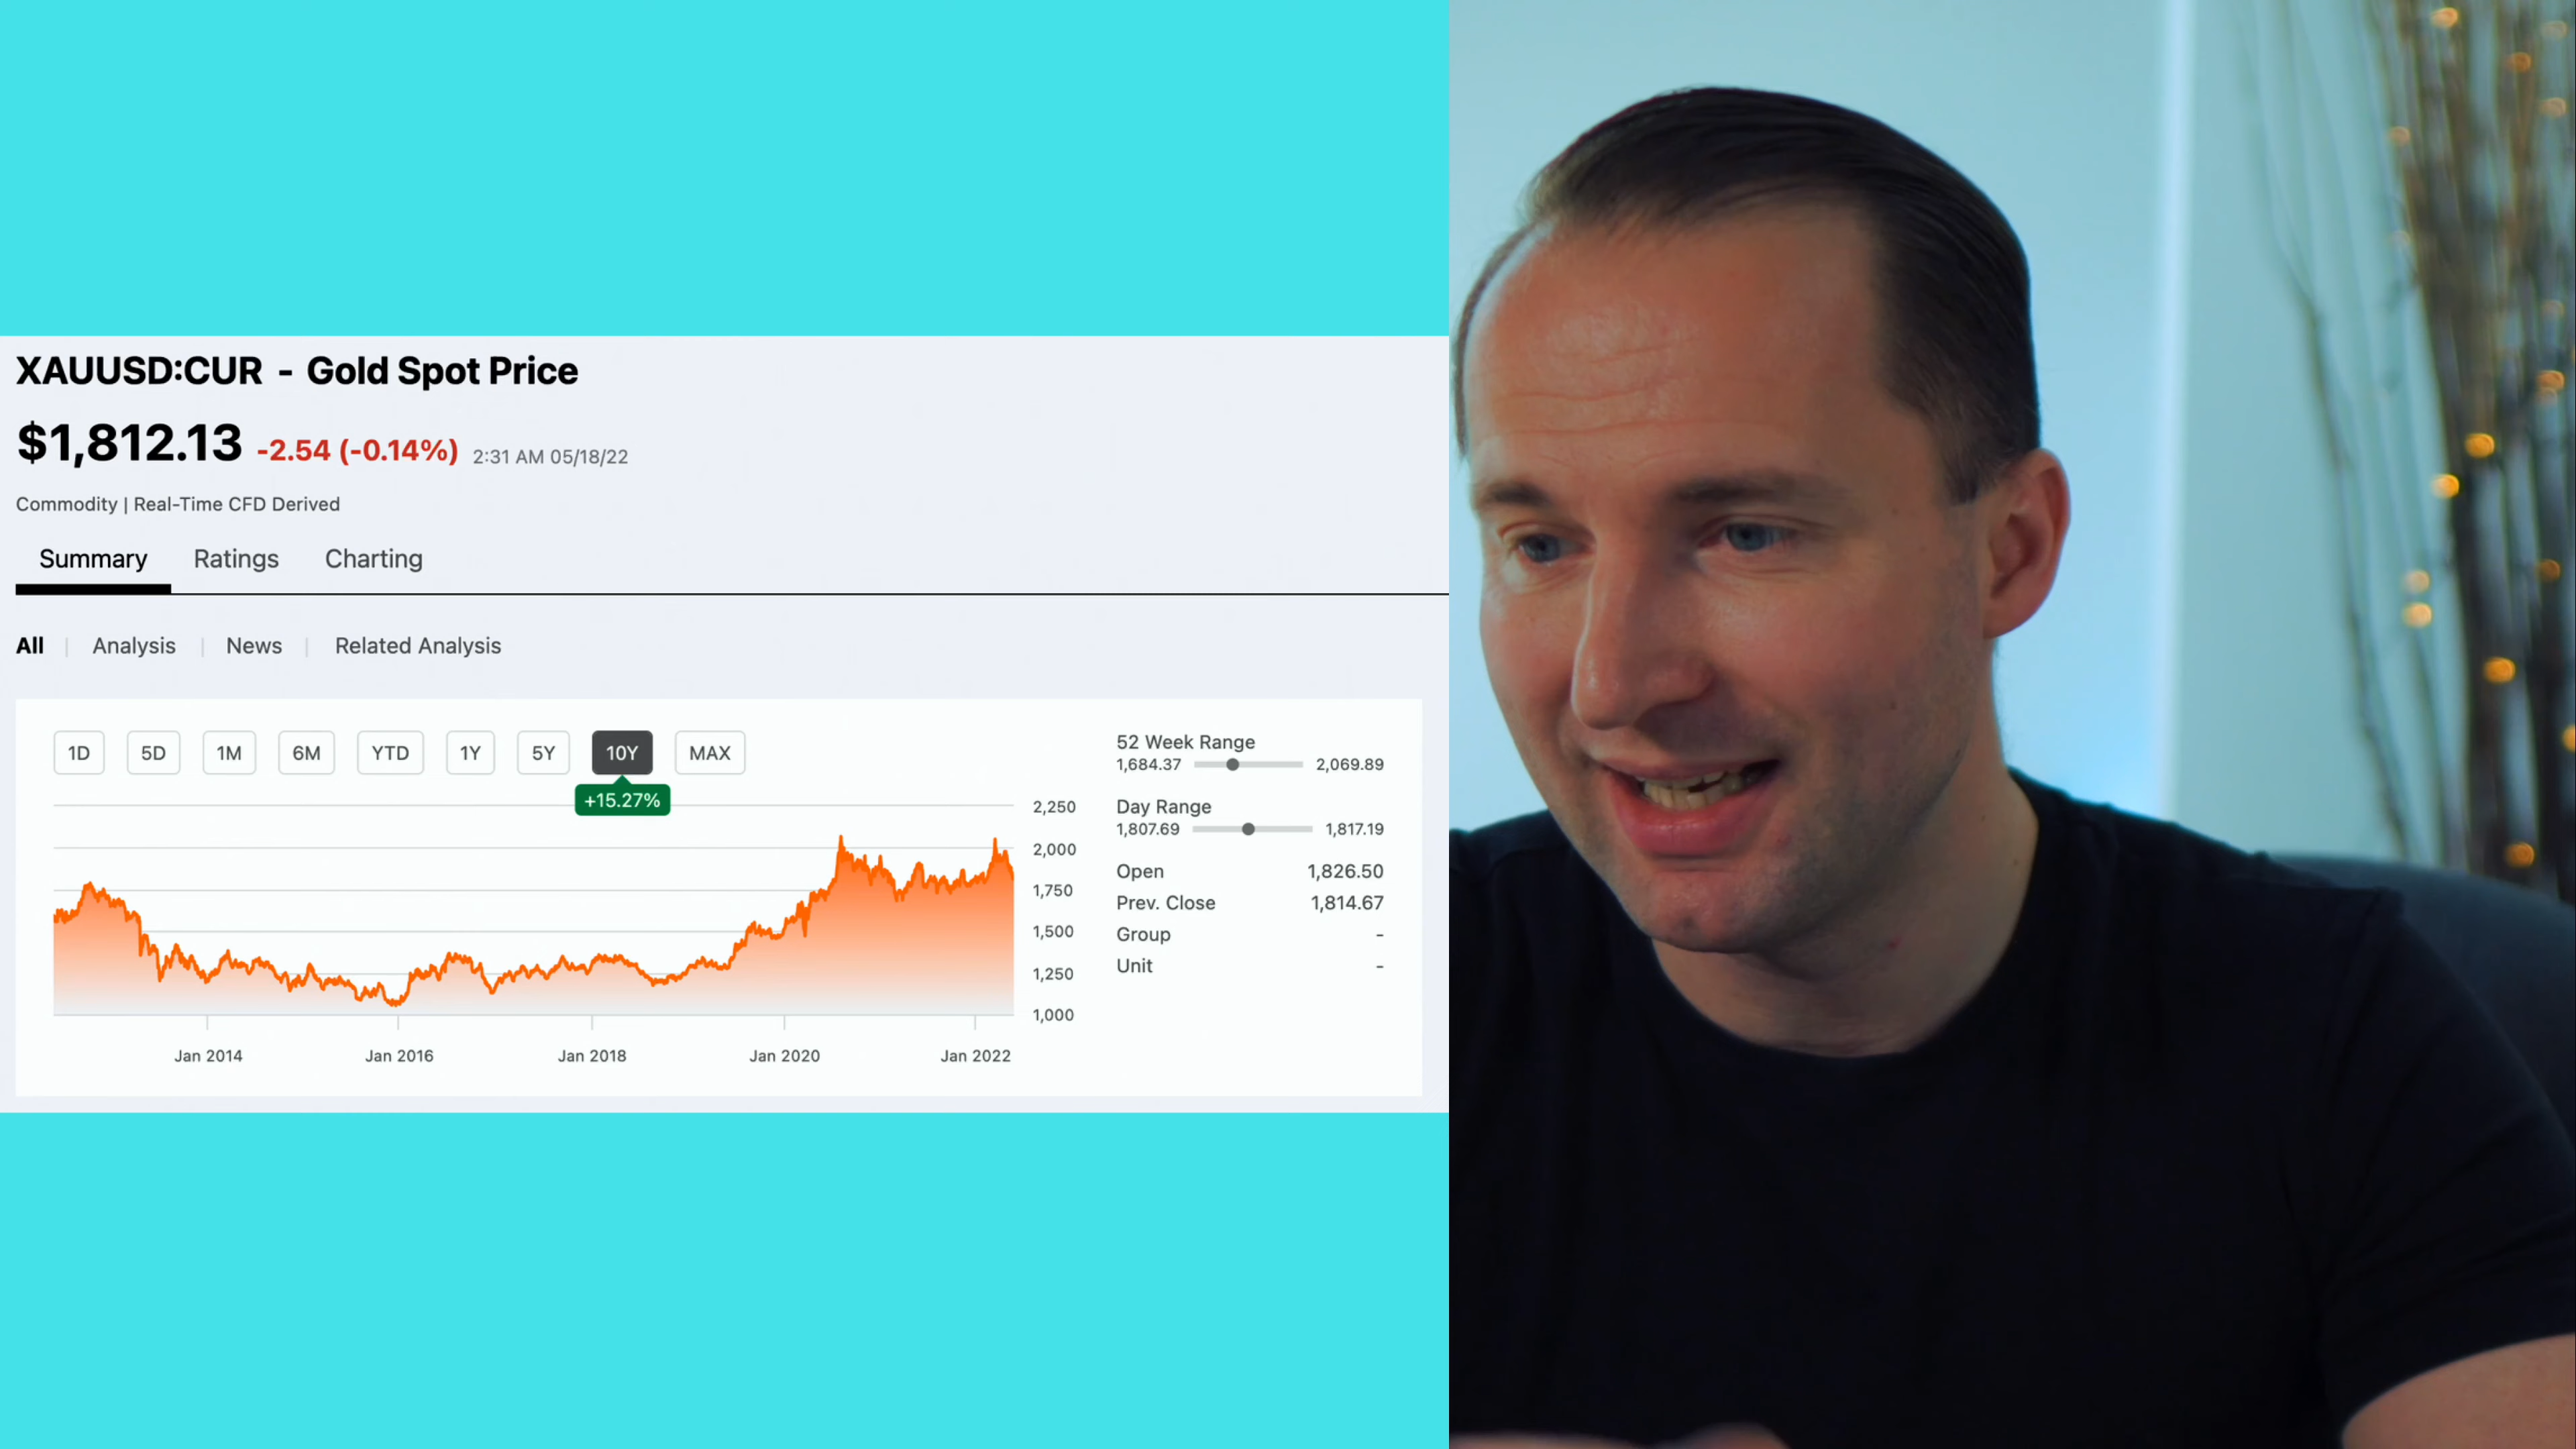 XAUUSD:CUR - Gold Spot Price
$1,812.13 -2.54 (-0.14%) 2:31 AM 05/18/22
Commodity | Real-Time CFD Derived
Summary Ratings Charting
All | Analysis | News | Related Analysis
1D 5D 1M 6M YTD 1Y 5Y 10Y MAX
+15.27%
2,250
2,000
1,750
1,500
1,250
1,000
Jan 2014 Jan 2016 Jan 2018 Jan 2020 Jan 2022
52 Week Range
1,684.37 2,069.89
Day Range
1,807.69 1,817.19
Open 1,826.50
Prev. Close 1,814.67
Group -
Unit -